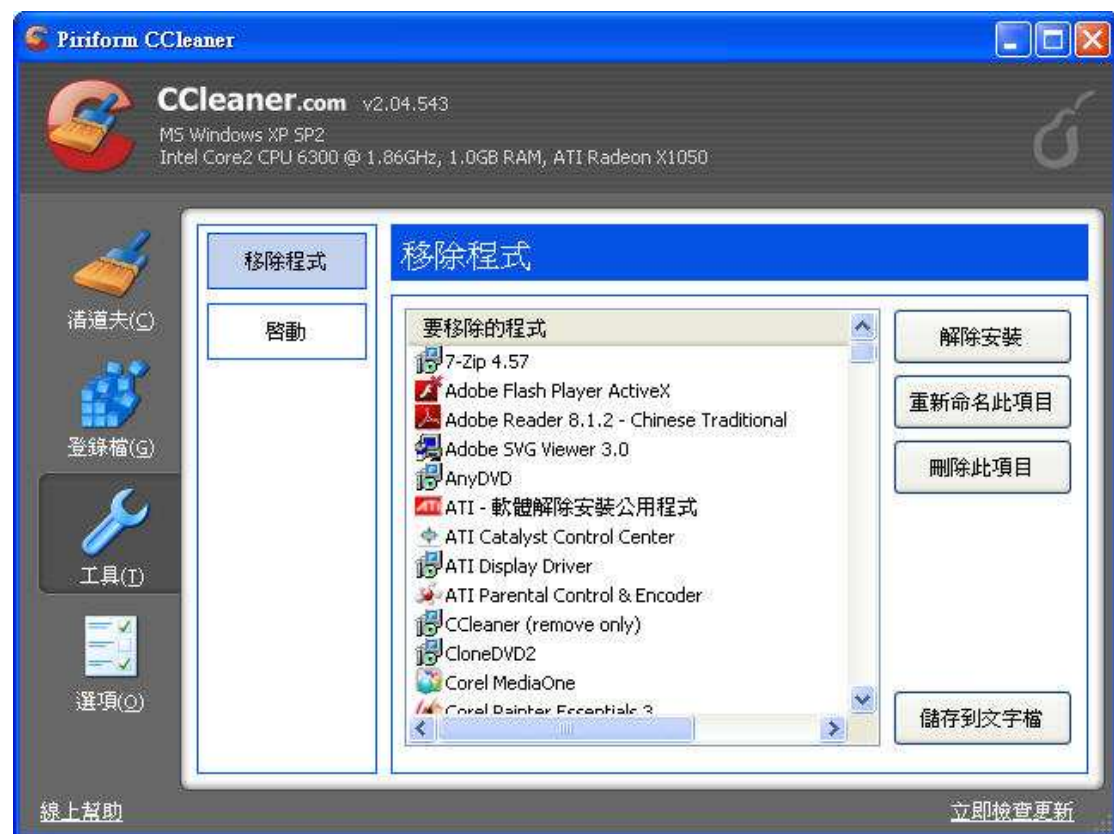 Piriform CCleaner
CCleaner.com v2.04.543
MS Windows XP SP2
Intel Core2 CPU 6300 @ 1.86GHz, 1.0GB RAM, ATI Radeon X1050
清道夫(C)
登錄檔(G)
工具(T)
選項(O)
移除程式
啓動
移除程式
要移除的程式
7-Zip 4.57
Adobe Flash Player ActiveX
Adobe Reader 8.1.2 - Chinese Traditional
Adobe SVG Viewer 3.0
AnyDVD
ATI - 軟體解除安裝公用程式
ATI Catalyst Control Center
ATI Display Driver
ATI Parental Control & Encoder
CCleaner (remove only)
CloneDVD2
Corel MediaOne
Corel Painter Essentials 3
解除安裝
重新命名此項目
刪除此項目
儲存到文字檔
線上幫助
立即檢查更新